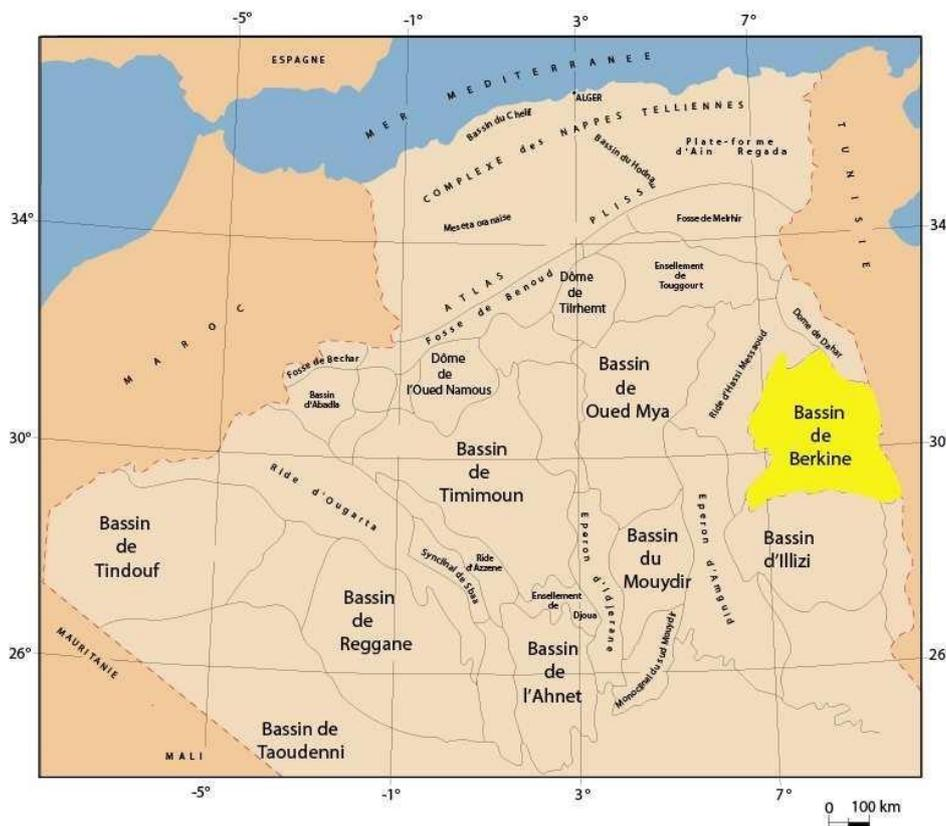 -5°
-1°
3°
7°
ESPAGNE
MER MEDITERRANEE
ALGER
Bassin du Chelif
COMPLEXE des NAPPES TELLIENNES
Bassin du Hodna
Plate-forme
d'Ain Regada
TUNISIE
34°
34°
Meseta oranaise
ATLAS PLISS
Fosse de Melrhir
Fosse de Benoud
Dôme
de
Tilrhemt
Ensellement
de
Touggourt
MAROC
Dome de Dahar
Fosse de Bechar
Dôme
de
l'Oued Namous
Bassin
d'Abadla
Bassin
de
Oued Mya
Ride d'Hassi Messaoud
Bassin
de
Berkine
30°
30°
Bassin
de
Timimoun
Ride d'Ougarta
Bassin
de
Tindouf
Eperon d'Idjerane
Eperon d'Amguid
Bassin
du
Mouydir
Bassin
d'Illizi
Synclinal de Sbaa
Ride
d'Azzene
Ensellement
de
Djoua
Bassin
de
Reggane
Bassin
de
l'Ahnet
Monoclinal du sud Mouydir
26°
26°
MAURITANIE
Bassin de
Taoudenni
MALI
-5°
-1°
3°
7°
0 100 km